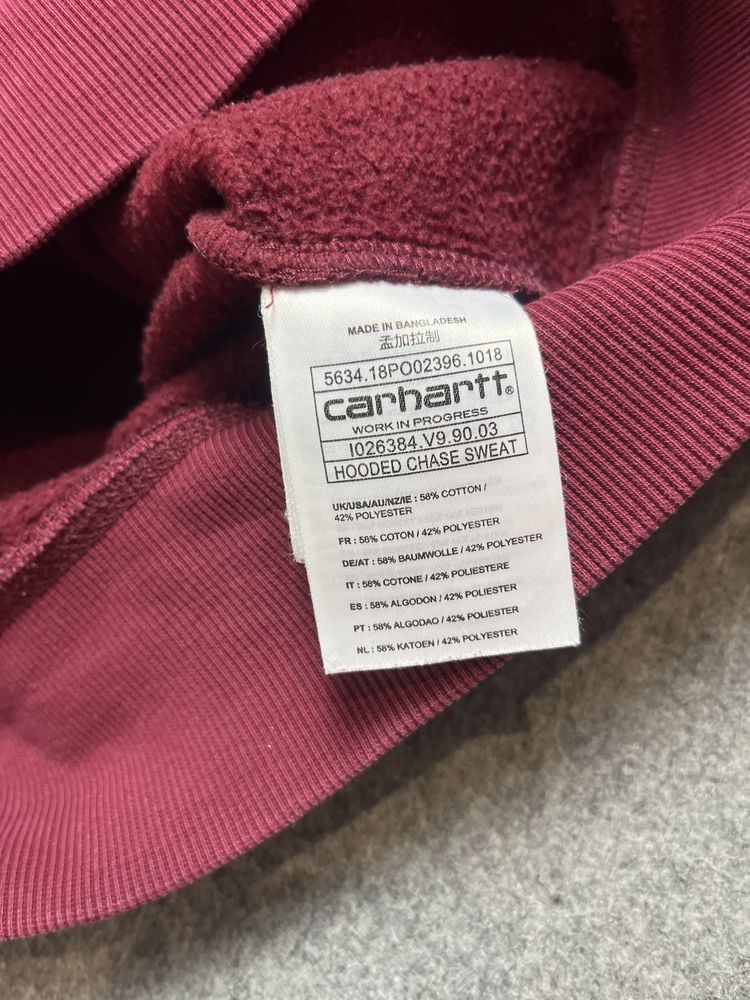 MADE IN BANGLADESH
孟加拉制
5634.18PO02396.1018
carhartt®
WORK IN PROGRESS
I026384.V9.90.03
HOODED CHASE SWEAT
UK/USA/AU/NZ/IE : 58% COTTON /
42% POLYESTER
FR : 58% COTON / 42% POLYESTER
DE/AT : 58% BAUMWOLLE / 42% POLYESTER
IT : 58% COTONE / 42% POLIESTERE
ES : 58% ALGODON / 42% POLIESTER
PT : 58% ALGODAO / 42% POLIESTER
NL : 58% KATOEN / 42% POLYESTER